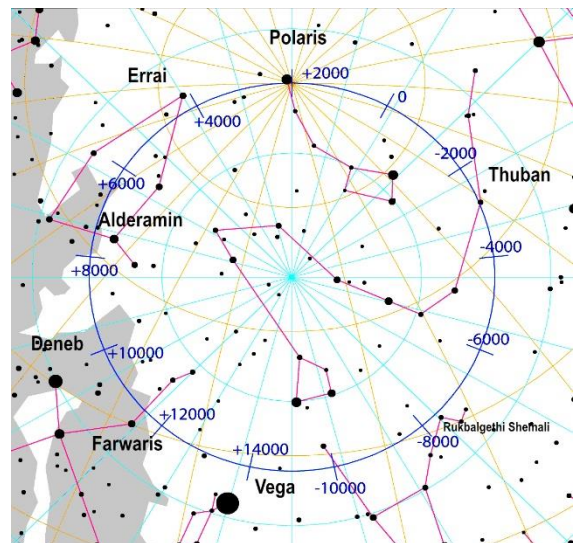 Polaris
Errai
+2000
0
+4000
-2000
+6000
Thuban
Alderamin
-4000
+8000
Deneb
+10000
-6000
+12000
-8000
Rukbalgethi Shemali
Farwaris
+14000
Vega
-10000